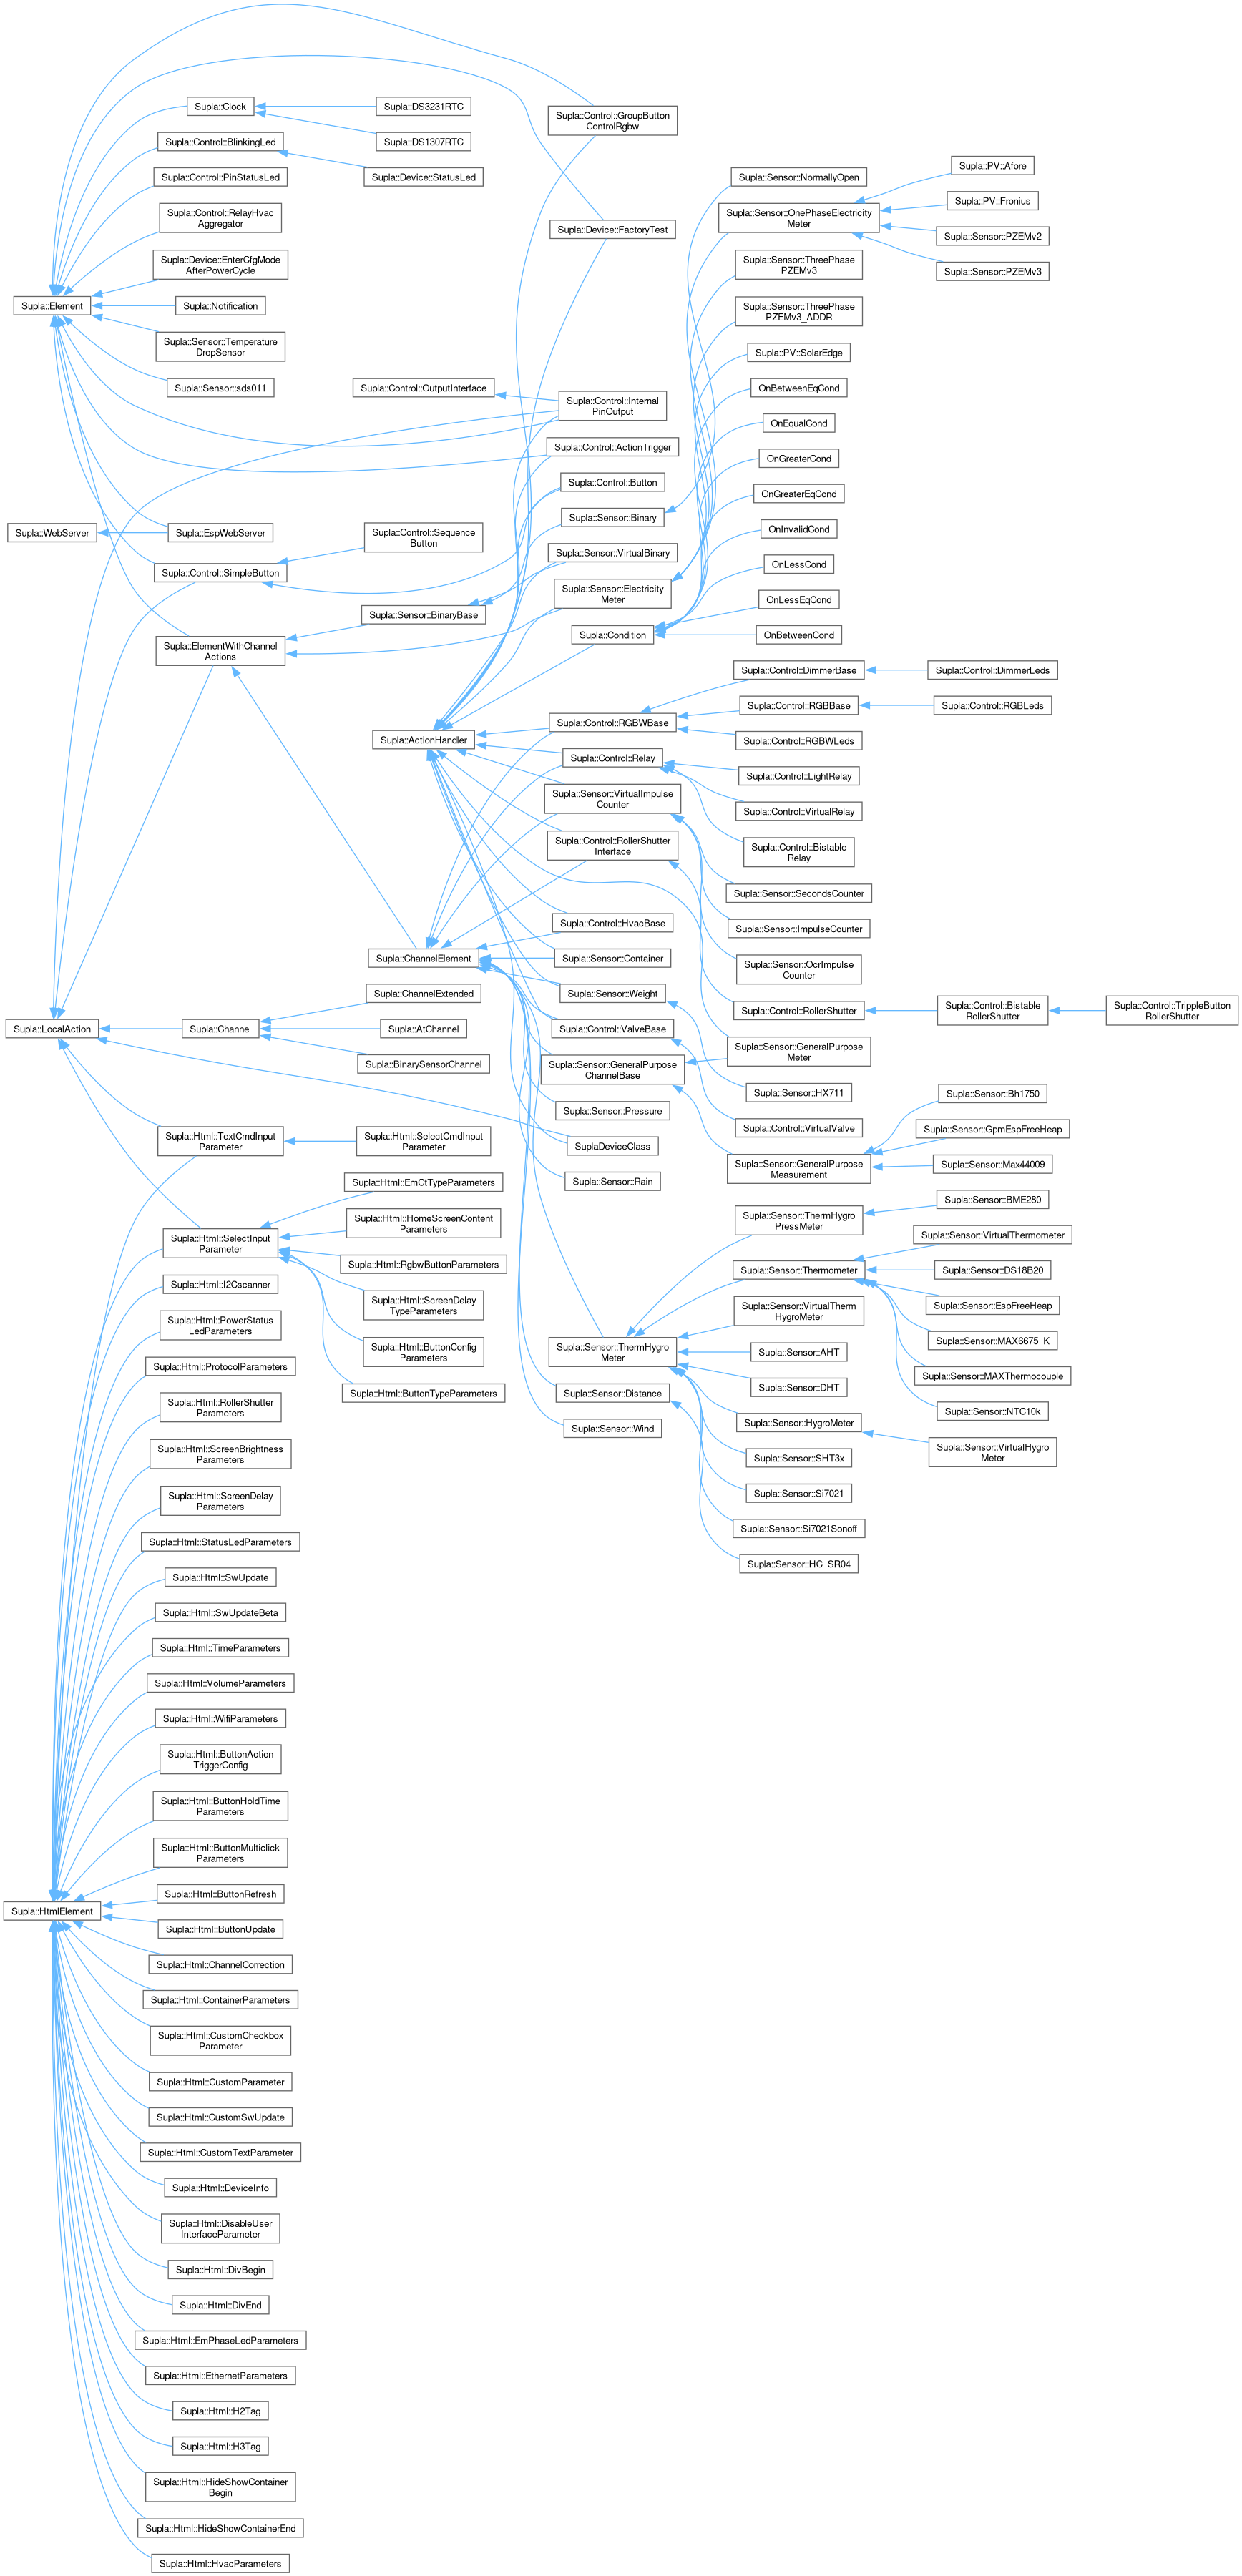 Supla::Element
Supla::WebServer
Supla::LocalAction
Supla::HtmlElement
Supla::Clock
Supla::Control::BlinkingLed
Supla::Control::PinStatusLed
Supla::Control::RelayHvac
Aggregator
Supla::Device::EnterCfgMode
AfterPowerCycle
Supla::Notification
Supla::Sensor::Temperature
DropSensor
Supla::Sensor::sds011
Supla::EspWebServer
Supla::Control::SimpleButton
Supla::ElementWithChannel
Actions
Supla::Channel
Supla::Html::TextCmdInput
Parameter
Supla::Html::SelectInput
Parameter
Supla::Html::I2Cscanner
Supla::Html::PowerStatus
LedParameters
Supla::Html::ProtocolParameters
Supla::Html::RollerShutter
Parameters
Supla::Html::ScreenBrightness
Parameters
Supla::Html::ScreenDelay
Parameters
Supla::Html::StatusLedParameters
Supla::Html::SwUpdate
Supla::Html::SwUpdateBeta
Supla::Html::TimeParameters
Supla::Html::VolumeParameters
Supla::Html::WifiParameters
Supla::Html::ButtonAction
TriggerConfig
Supla::Html::ButtonHoldTime
Parameters
Supla::Html::ButtonMulticlick
Parameters
Supla::Html::ButtonRefresh
Supla::Html::ButtonUpdate
Supla::Html::ChannelCorrection
Supla::Html::ContainerParameters
Supla::Html::CustomCheckbox
Parameter
Supla::Html::CustomParameter
Supla::Html::CustomSwUpdate
Supla::Html::CustomTextParameter
Supla::Html::DeviceInfo
Supla::Html::DisableUser
InterfaceParameter
Supla::Html::DivBegin
Supla::Html::DivEnd
Supla::Html::EmPhaseLedParameters
Supla::Html::EthernetParameters
Supla::Html::H2Tag
Supla::Html::H3Tag
Supla::Html::HideShowContainer
Begin
Supla::Html::HideShowContainerEnd
Supla::Html::HvacParameters
Supla::DS3231RTC
Supla::DS1307RTC
Supla::Device::StatusLed
Supla::Control::OutputInterface
Supla::Control::Sequence
Button
Supla::Sensor::BinaryBase
Supla::ActionHandler
Supla::ChannelElement
Supla::ChannelExtended
Supla::AtChannel
Supla::BinarySensorChannel
Supla::Html::SelectCmdInput
Parameter
Supla::Html::EmCtTypeParameters
Supla::Html::HomeScreenContent
Parameters
Supla::Html::RgbwButtonParameters
Supla::Html::ScreenDelay
TypeParameters
Supla::Html::ButtonConfig
Parameters
Supla::Html::ButtonTypeParameters
Supla::Control::GroupButton
ControlRgbw
Supla::Device::FactoryTest
Supla::Control::Internal
PinOutput
Supla::Control::ActionTrigger
Supla::Control::Button
Supla::Sensor::Binary
Supla::Sensor::VirtualBinary
Supla::Sensor::Electricity
Meter
Supla::Condition
Supla::Control::RGBWBase
Supla::Control::Relay
Supla::Sensor::VirtualImpulse
Counter
Supla::Control::RollerShutter
Interface
Supla::Control::HvacBase
Supla::Sensor::Container
Supla::Sensor::Weight
Supla::Control::ValveBase
Supla::Sensor::GeneralPurpose
ChannelBase
Supla::Sensor::Pressure
SuplaDeviceClass
Supla::Sensor::Rain
Supla::Sensor::ThermHygro
Meter
Supla::Sensor::Distance
Supla::Sensor::Wind
Supla::Sensor::NormallyOpen
Supla::Sensor::OnePhaseElectricity
Meter
Supla::Sensor::ThreePhase
PZEMv3
Supla::Sensor::ThreePhase
PZEMv3_ADDR
Supla::PV::SolarEdge
OnBetweenEqCond
OnEqualCond
OnGreaterCond
OnGreaterEqCond
OnInvalidCond
OnLessCond
OnLessEqCond
OnBetweenCond
Supla::Control::DimmerBase
Supla::Control::RGBBase
Supla::Control::RGBWLeds
Supla::Control::LightRelay
Supla::Control::VirtualRelay
Supla::Control::Bistable
Relay
Supla::Sensor::SecondsCounter
Supla::Sensor::ImpulseCounter
Supla::Sensor::OcrImpulse
Counter
Supla::Control::RollerShutter
Supla::Sensor::GeneralPurpose
Meter
Supla::Sensor::HX711
Supla::Control::VirtualValve
Supla::Sensor::GeneralPurpose
Measurement
Supla::Sensor::ThermHygro
PressMeter
Supla::Sensor::Thermometer
Supla::Sensor::VirtualTherm
HygroMeter
Supla::Sensor::AHT
Supla::Sensor::DHT
Supla::Sensor::HygroMeter
Supla::Sensor::SHT3x
Supla::Sensor::Si7021
Supla::Sensor::Si7021Sonoff
Supla::Sensor::HC_SR04
Supla::PV::Afore
Supla::PV::Fronius
Supla::Sensor::PZEMv2
Supla::Sensor::PZEMv3
Supla::Control::DimmerLeds
Supla::Control::RGBLeds
Supla::Control::Bistable
RollerShutter
Supla::Sensor::Bh1750
Supla::Sensor::GpmEspFreeHeap
Supla::Sensor::Max44009
Supla::Sensor::BME280
Supla::Sensor::VirtualThermometer
Supla::Sensor::DS18B20
Supla::Sensor::EspFreeHeap
Supla::Sensor::MAX6675_K
Supla::Sensor::MAXThermocouple
Supla::Sensor::NTC10k
Supla::Sensor::VirtualHygro
Meter
Supla::Control::TrippleButton
RollerShutter